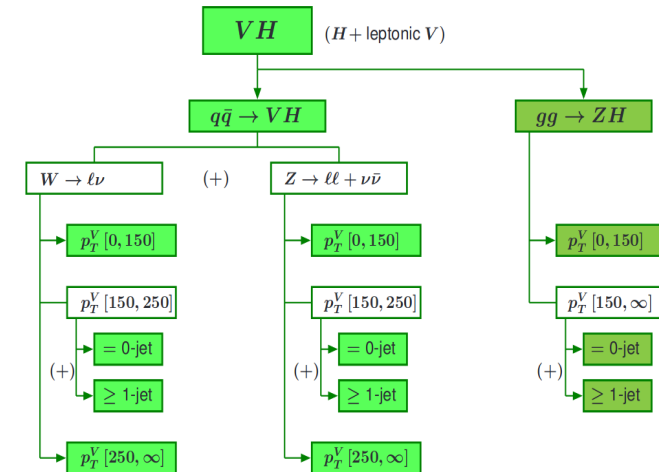 VH (H + leptonic V)
qq̄ → VH
gg → ZH
W → ℓν
(+)
Z → ℓℓ + νν̄
p_T^V [0, 150]
p_T^V [0, 150]
p_T^V [0, 150]
p_T^V [150, 250]
p_T^V [150, 250]
p_T^V [150, ∞]
= 0-jet
= 0-jet
= 0-jet
(+)
(+)
(+)
≥ 1-jet
≥ 1-jet
≥ 1-jet
p_T^V [250, ∞]
p_T^V [250, ∞]